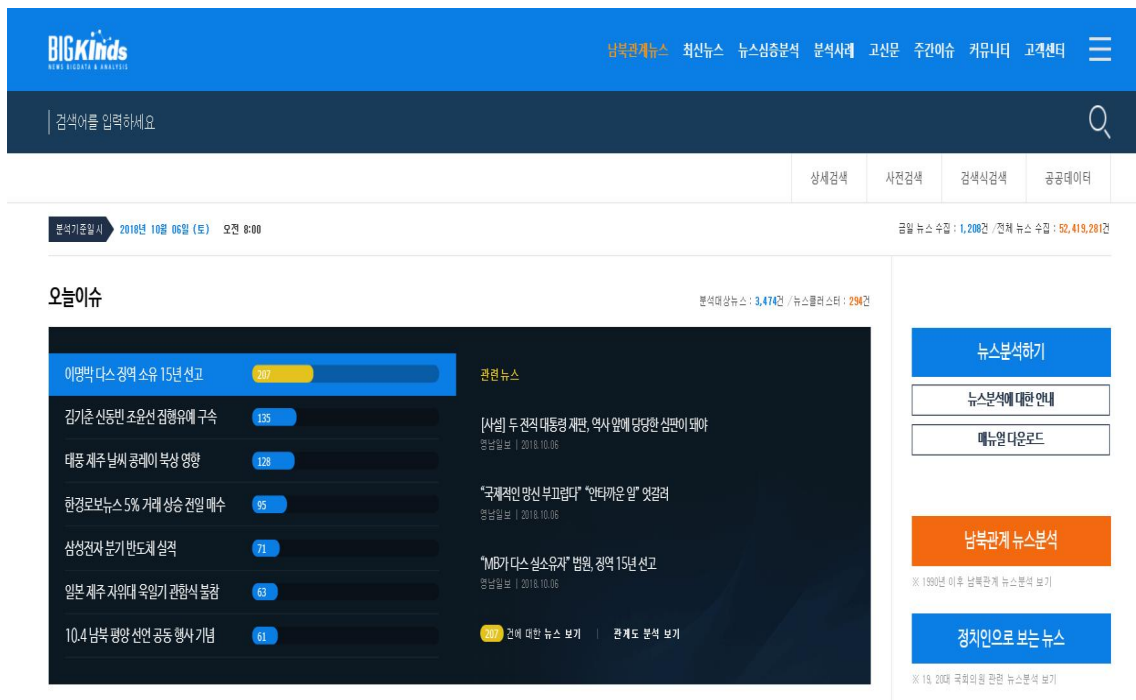 BIGKinds
NEWS BIGDATA & ANALYSIS
남북관계뉴스 최신뉴스 뉴스심층분석 분석사례 고신문 주간이슈 커뮤니티 고객센터
검색어를 입력하세요
상세검색 사전검색 검색식검색 공공데이터
분석기준일시 2018년 10월 06일 (토) 오전 8:00
금일 뉴스 수집 : 1,208건 / 전체 뉴스 수집 : 52,419,281건
오늘이슈
분석대상뉴스 : 3,474건 / 뉴스클러스터 : 294건
이명박 다스 징역 소유 15년 선고 207
김기춘 신동빈 조윤선 집행유예 구속 135
태풍 제주 날씨 콩레이 북상 영향 128
한경로보뉴스 5% 거래 상승 전일 매수 95
삼성전자 분기 반도체 실적 71
일본 제주 자위대 욱일기 관함식 불참 63
10.4 남북 평양 선언 공동 행사 기념 61
관련뉴스
[사설] 두 전직 대통령 재판, 역사 앞에 당당한 심판이 돼야
영남일보 | 2018.10.06
“국제적인 망신 부끄럽다” “안타까운 일” 엇갈려
영남일보 | 2018.10.06
“MB가 다스 실소유자” 법원, 징역 15년 선고
영남일보 | 2018.10.06
207 건에 대한 뉴스 보기 | 관계도 분석 보기
뉴스분석하기
뉴스분석에 대한 안내
매뉴얼 다운로드
남북관계 뉴스분석
※ 1990년 이후 남북관계 뉴스분석 보기
정치인으로 보는 뉴스
※ 19, 20대 국회의원 관련 뉴스분석 보기